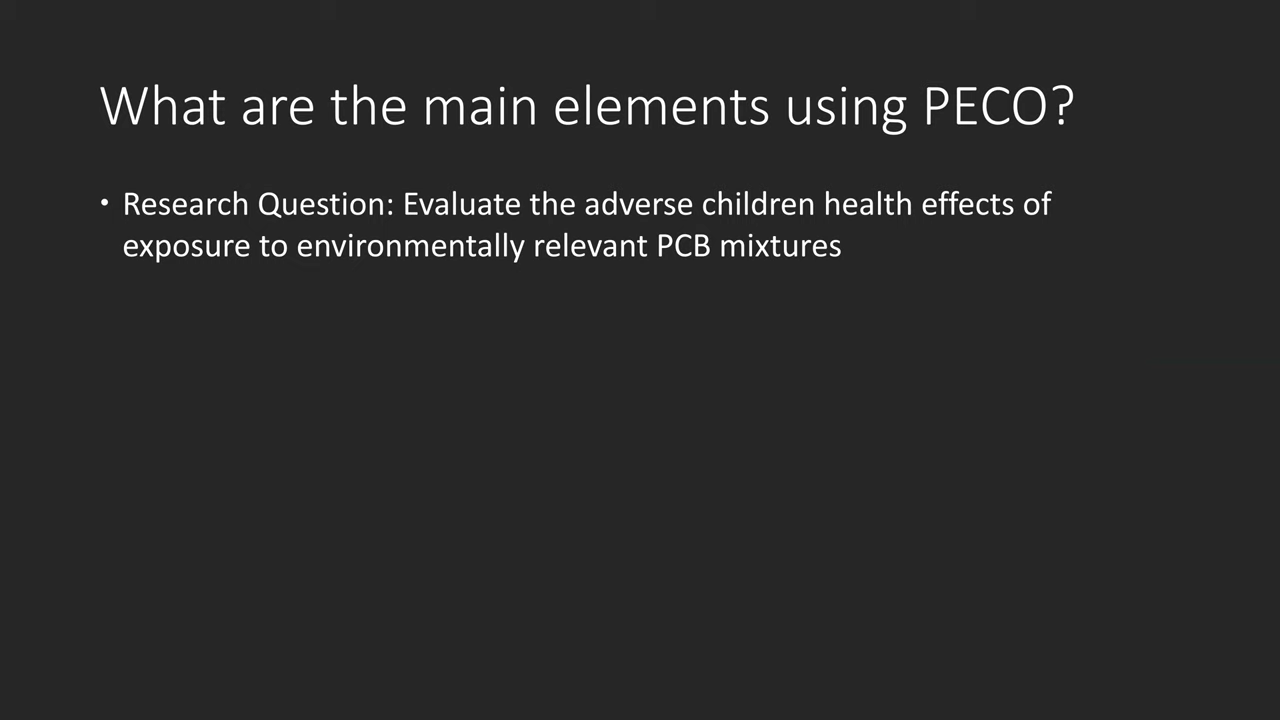 What are the main elements using PECO?
• Research Question: Evaluate the adverse children health effects of
exposure to environmentally relevant PCB mixtures